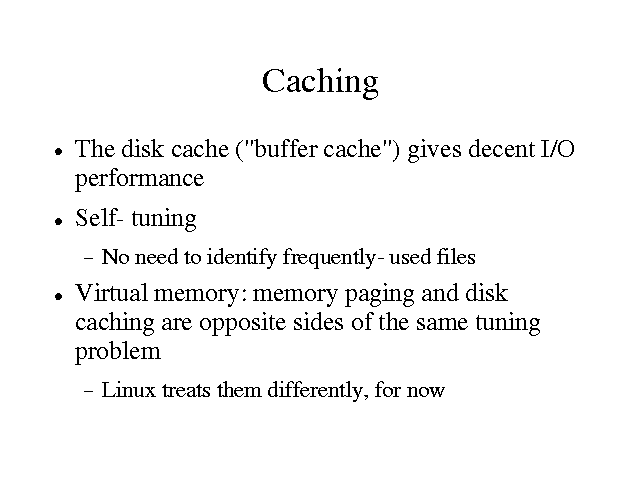 Caching
• The disk cache ("buffer cache") gives decent I/O
performance
• Self- tuning
– No need to identify frequently- used files
• Virtual memory: memory paging and disk
caching are opposite sides of the same tuning
problem
– Linux treats them differently, for now